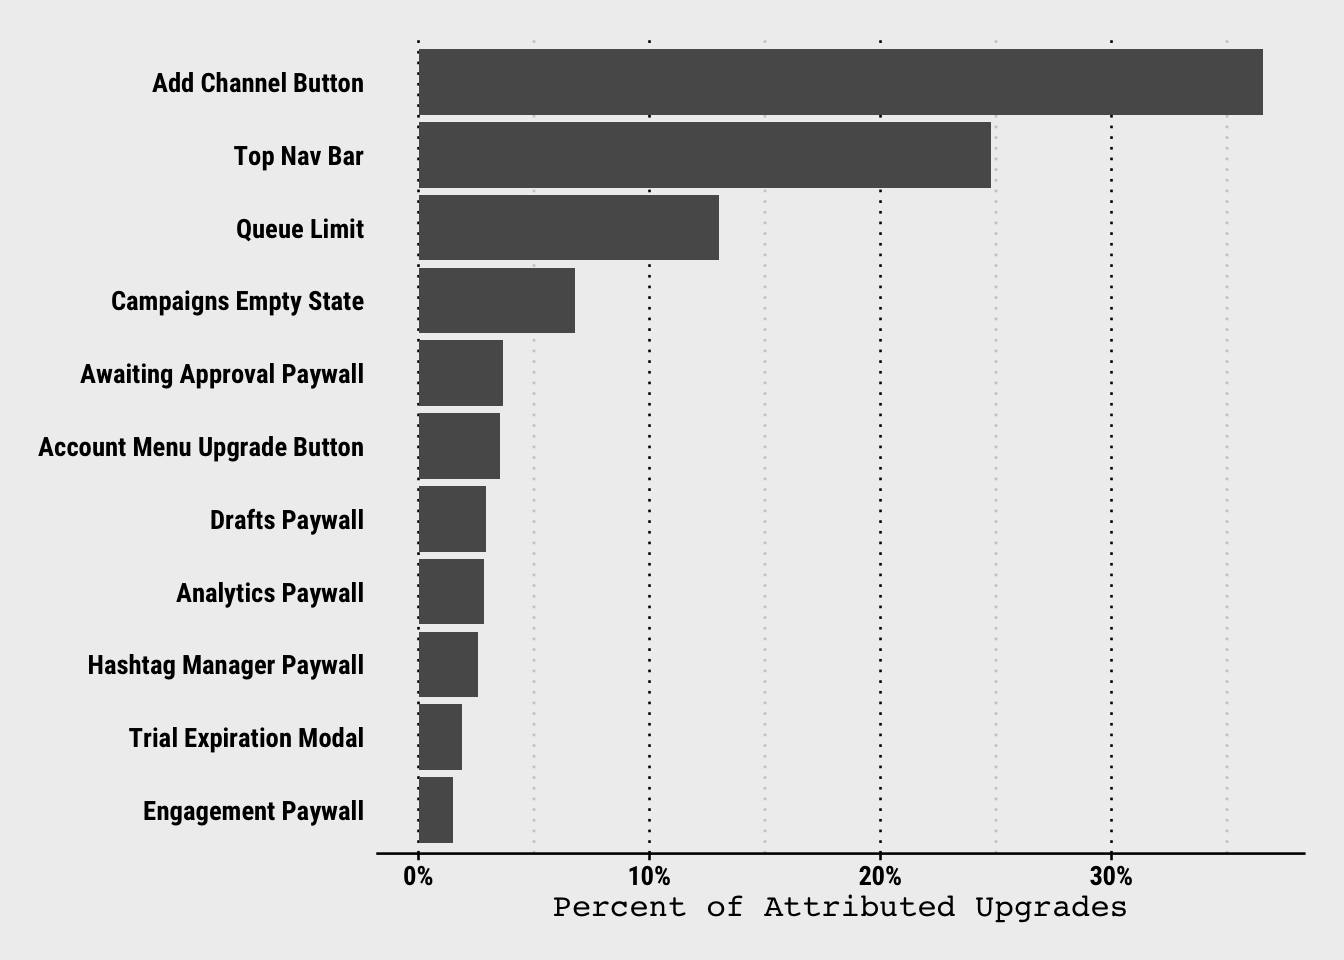 Add Channel Button
Top Nav Bar
Queue Limit
Campaigns Empty State
Awaiting Approval Paywall
Account Menu Upgrade Button
Drafts Paywall
Analytics Paywall
Hashtag Manager Paywall
Trial Expiration Modal
Engagement Paywall
0% 10% 20% 30%
Percent of Attributed Upgrades